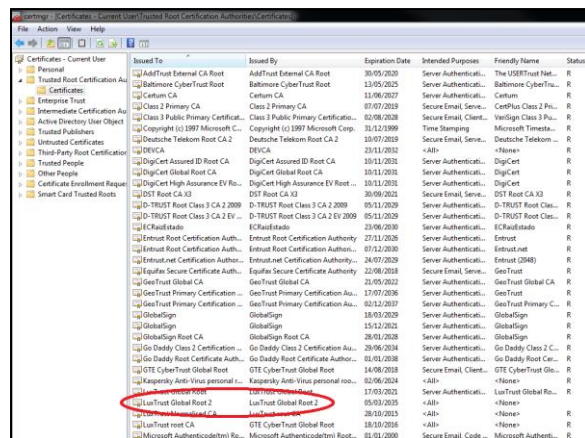 certmgr - [Certificates - Current User\Trusted Root Certification Authorities\Certificates]
File Action View Help
Certificates - Current User
Personal
Trusted Root Certification Au
Certificates
Enterprise Trust
Intermediate Certification Au
Active Directory User Object
Trusted Publishers
Untrusted Certificates
Third-Party Root Certification
Trusted People
Other People
Certificate Enrollment Reques
Smart Card Trusted Roots
Issued To Issued By Expiration Date Intended Purposes Friendly Name Status
AddTrust External CA Root AddTrust External CA Root 30/05/2020 Server Authenticati... The USERTrust Net... R
Baltimore CyberTrust Root Baltimore CyberTrust Root 13/05/2025 Server Authenticati... Baltimore CyberTru... R
Certum CA Certum CA 11/06/2027 Server Authenticati... Certum R
Class 2 Primary CA Class 2 Primary CA 07/07/2019 Secure Email, Serve... CertPlus Class 2 Pri... R
Class 3 Public Primary Certificat... Class 3 Public Primary Certificatio... 02/08/2028 Secure Email, Client... VeriSign Class 3 Pu... R
Copyright (c) 1997 Microsoft C... Copyright (c) 1997 Microsoft Corp. 31/12/1999 Time Stamping Microsoft Timesta... R
Deutsche Telekom Root CA 2 Deutsche Telekom Root CA 2 10/07/2019 Secure Email, Serve... Deutsche Telekom ... R
DEVCA DEVCA 23/11/2032 <All> <None> R
DigiCert Assured ID Root CA DigiCert Assured ID Root CA 10/11/2031 Server Authenticati... DigiCert R
DigiCert Global Root CA DigiCert Global Root CA 10/11/2031 Server Authenticati... DigiCert R
DigiCert High Assurance EV Ro... DigiCert High Assurance EV Root ... 10/11/2031 Server Authenticati... DigiCert R
DST Root CA X3 DST Root CA X3 30/09/2021 Secure Email, Serve... DST Root CA X3 R
D-TRUST Root Class 3 CA 2 2009 D-TRUST Root Class 3 CA 2 2009 05/11/2029 Server Authenticati... D-TRUST Root Clas... R
D-TRUST Root Class 3 CA 2 EV ... D-TRUST Root Class 3 CA 2 EV 2009 05/11/2029 Server Authenticati... D-TRUST Root Clas... R
ECRaizEstado ECRaizEstado 23/06/2030 Server Authenticati... <None> R
Entrust Root Certification Auth... Entrust Root Certification Authority 27/11/2026 Server Authenticati... Entrust R
Entrust Root Certification Auth... Entrust Root Certification Authori... 07/12/2030 Server Authenticati... Entrust.net R
Entrust.net Certification Author... Entrust.net Certification Authority... 24/07/2029 Server Authenticati... Entrust (2048) R
Equifax Secure Certificate Auth... Equifax Secure Certificate Authority 22/08/2018 Secure Email, Serve... GeoTrust R
GeoTrust Global CA GeoTrust Global CA 21/05/2022 Server Authenticati... GeoTrust Global CA R
GeoTrust Primary Certification ... GeoTrust Primary Certification Au... 17/07/2036 Server Authenticati... GeoTrust R
GeoTrust Primary Certification ... GeoTrust Primary Certification Au... 02/12/2037 Server Authenticati... GeoTrust Primary C... R
GlobalSign GlobalSign 18/03/2029 Server Authenticati... GlobalSign R
GlobalSign GlobalSign 15/12/2021 Server Authenticati... GlobalSign R
GlobalSign Root CA GlobalSign Root CA 28/01/2028 Server Authenticati... GlobalSign R
Go Daddy Class 2 Certification ... Go Daddy Class 2 Certification Au... 29/06/2034 Server Authenticati... Go Daddy Class 2 C... R
Go Daddy Root Certificate Auth... Go Daddy Root Certificate Author... 01/01/2038 Server Authenticati... Go Daddy Root Cer... R
GTE CyberTrust Global Root GTE CyberTrust Global Root 14/08/2018 Secure Email, Client... GTE CyberTrust Glo... R
Kaspersky Anti-Virus personal r... Kaspersky Anti-Virus personal roo... 02/06/2024 <All> <None> R
LuxTrust Global Root LuxTrust Global Root 17/03/2021 Server Authenticati... LuxTrust Global Ro... R
LuxTrust Global Root 2 LuxTrust Global Root 2 05/03/2035 <All> <None> R
LuxTrust Normalised CA LuxTrust root CA 28/10/2015 <All> <None> R
LuxTrust root CA GTE CyberTrust Global Root 18/10/2016 <All> <None> R
Microsoft Authenticode(tm) Ro... Microsoft Authenticode(tm) Root... 01/01/2000 Secure Email, Code ... Microsoft Authenti... R